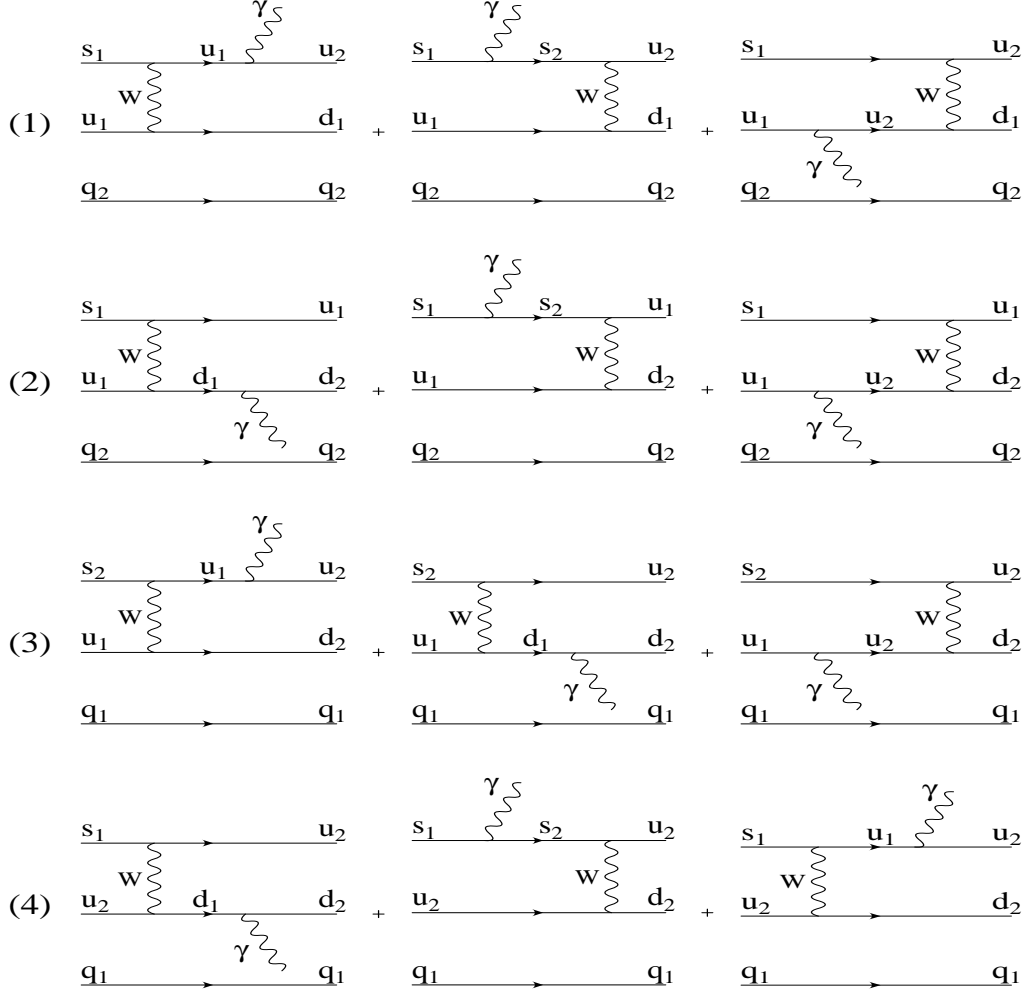 γ γ
s₁ u₁ u₂ s₁ s₂ u₂ s₁ u₂
W W W
(1) u₁ d₁ + u₁ d₁ + u₁ u₂ d₁
γ
q₂ q₂ q₂ q₂ q₂ q₂
γ
s₁ u₁ s₁ s₂ u₁ s₁ u₁
W W W
(2) u₁ d₁ d₂ + u₁ d₂ + u₁ u₂ d₂
γ γ
q₂ q₂ q₂ q₂ q₂ q₂
γ
s₂ u₁ u₂ s₂ u₂ s₂ u₂
W W W
(3) u₁ d₂ + u₁ d₁ d₂ + u₁ u₂ d₂
γ γ
q₁ q₁ q₁ q₁ q₁ q₁
γ γ
s₁ u₂ s₁ s₂ u₂ s₁ u₁ u₂
W W W
(4) u₂ d₁ d₂ + u₂ d₂ + u₂ d₂
γ
q₁ q₁ q₁ q₁ q₁ q₁